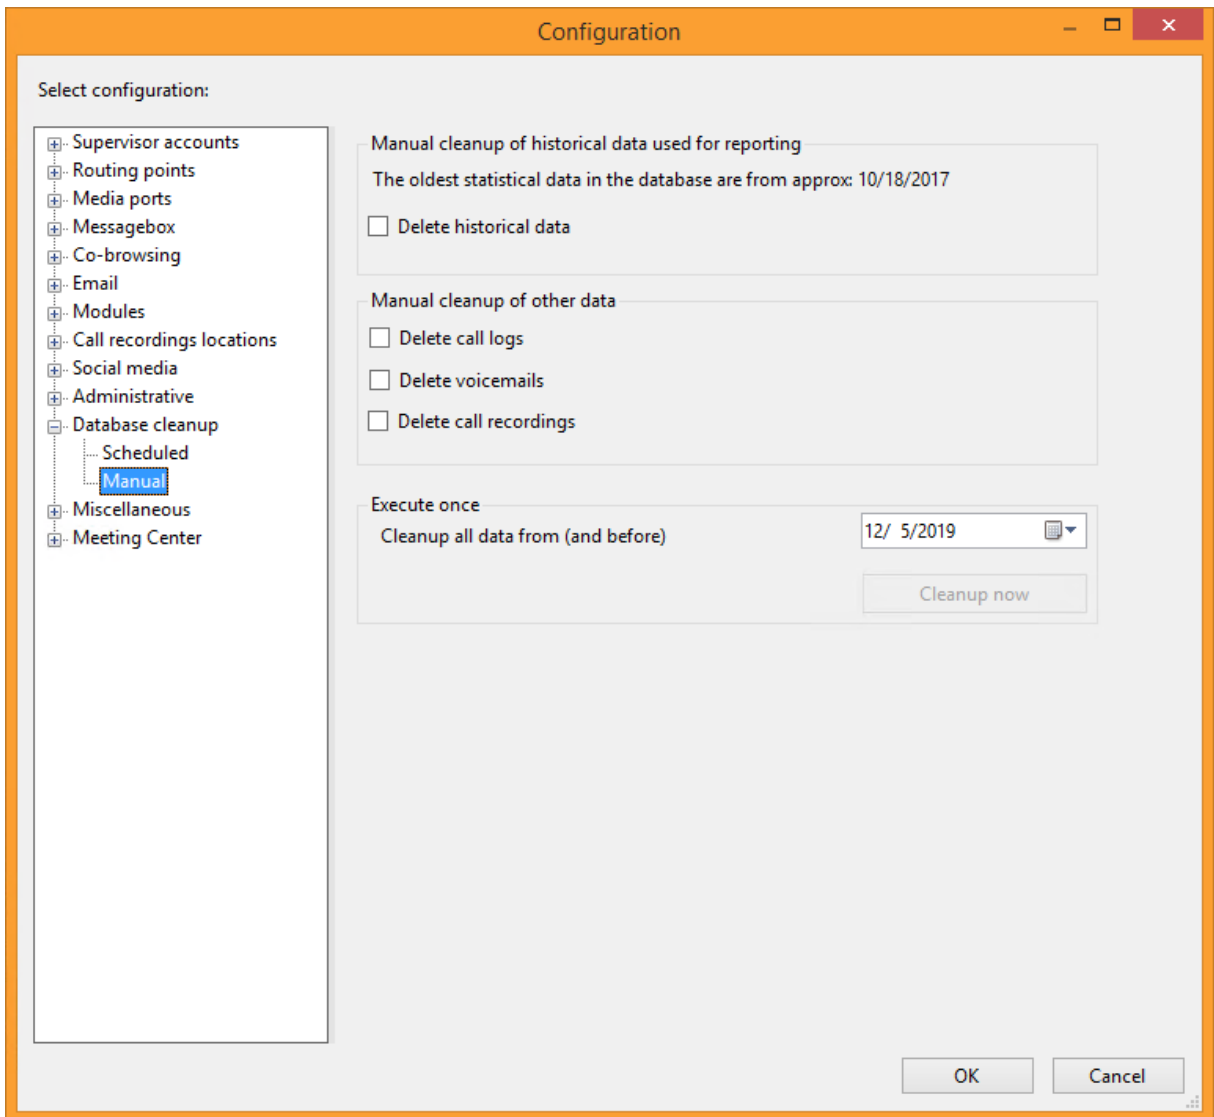 Configuration
Select configuration:
Supervisor accounts
Routing points
Media ports
Messagebox
Co-browsing
Email
Modules
Call recordings locations
Social media
Administrative
Database cleanup
Scheduled
Manual
Miscellaneous
Meeting Center
Manual cleanup of historical data used for reporting
The oldest statistical data in the database are from approx: 10/18/2017
Delete historical data
Manual cleanup of other data
Delete call logs
Delete voicemails
Delete call recordings
Execute once
Cleanup all data from (and before)
12/ 5/2019
Cleanup now
OK
Cancel